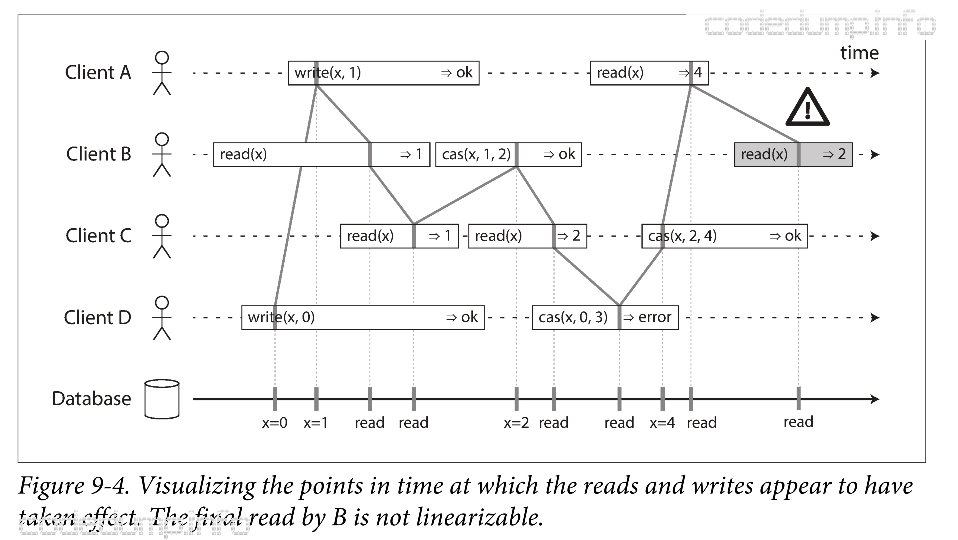 codedump.info
time
Client A write(x, 1) ⇒ ok read(x) ⇒ 4
Client B read(x) ⇒ 1 cas(x, 1, 2) ⇒ ok read(x) ⇒ 2
Client C read(x) ⇒ 1 read(x) ⇒ 2 cas(x, 2, 4) ⇒ ok
Client D write(x, 0) ⇒ ok cas(x, 0, 3) ⇒ error
Database
x=0 x=1 read read x=2 read read x=4 read read
Figure 9-4. Visualizing the points in time at which the reads and writes appear to have
taken effect. The final read by B is not linearizable.
codedump.info